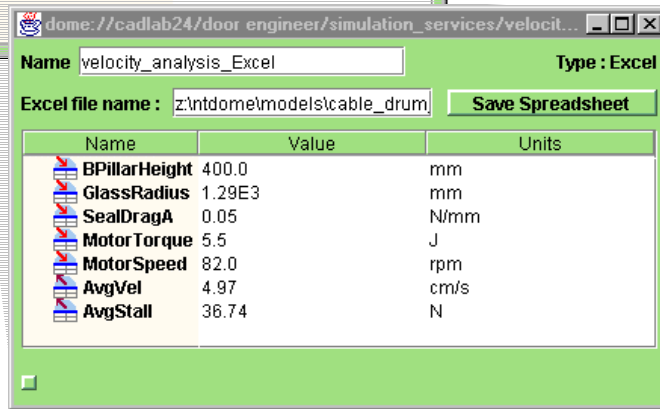 dome://cadlab24/door engineer/simulation_services/velocit...
Name velocity_analysis_Excel Type : Excel
Excel file name : z:\ntdome\models\cable_drum Save Spreadsheet
Name Value Units
BPillarHeight 400.0 mm
GlassRadius 1.29E3 mm
SealDragA 0.05 N/mm
MotorTorque 5.5 J
MotorSpeed 82.0 rpm
AvgVel 4.97 cm/s
AvgStall 36.74 N